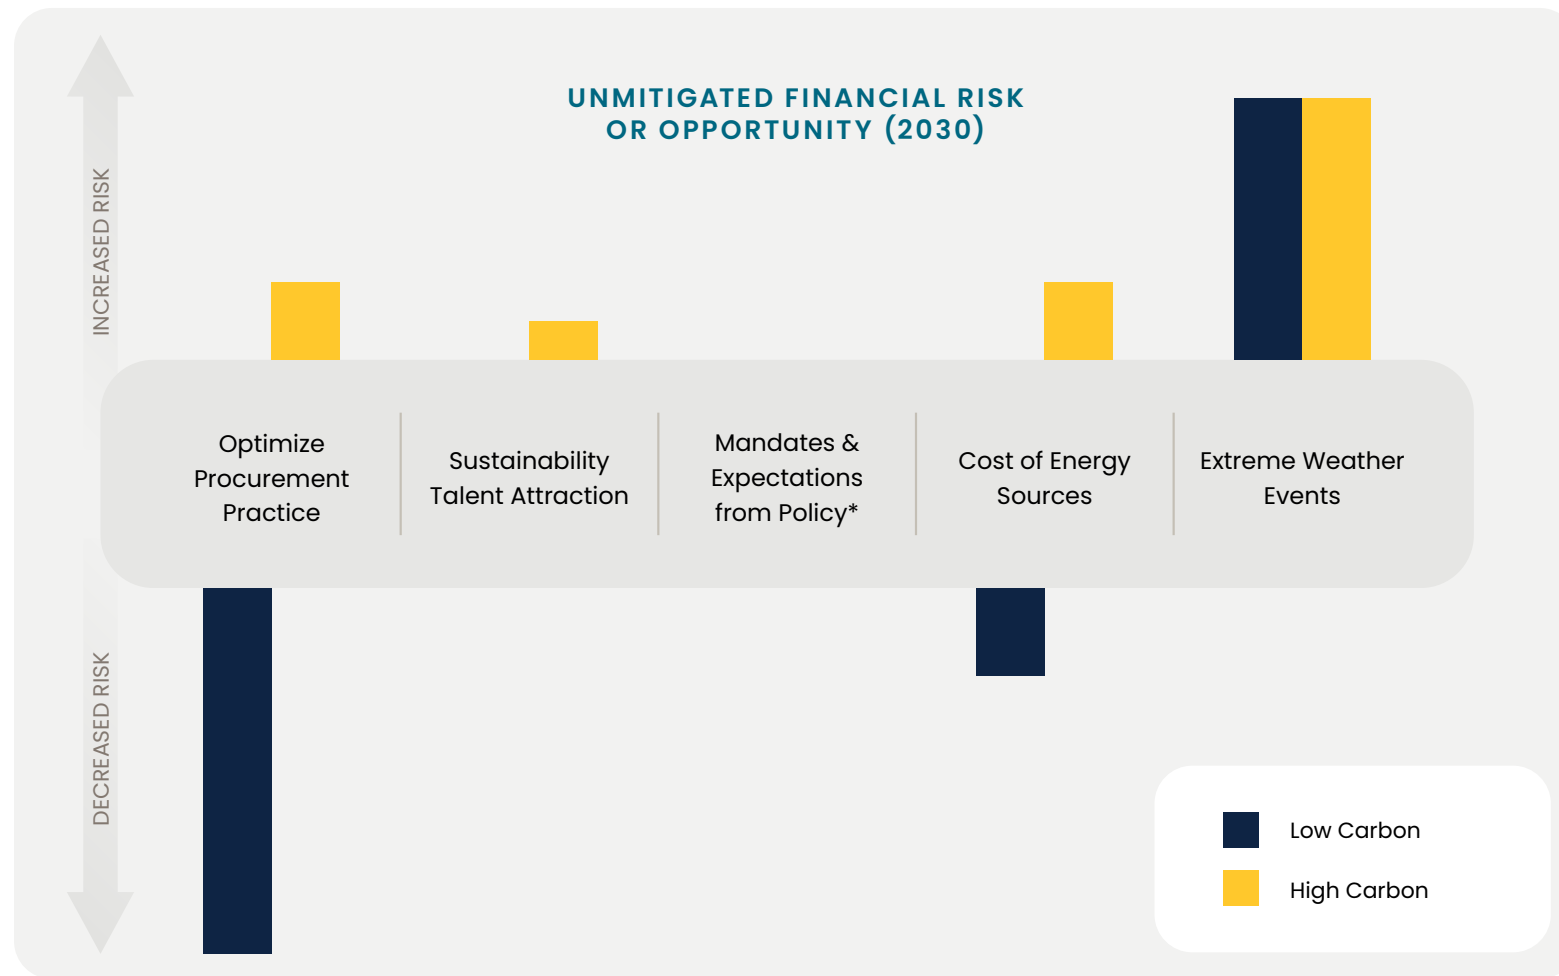 UNMITIGATED FINANCIAL RISK
OR OPPORTUNITY (2030)
INCREASED RISK
Optimize
Procurement
Practice
Sustainability
Talent Attraction
Mandates &
Expectations
from Policy*
Cost of Energy
Sources
Extreme Weather
Events
DECREASED RISK
Low Carbon
High Carbon